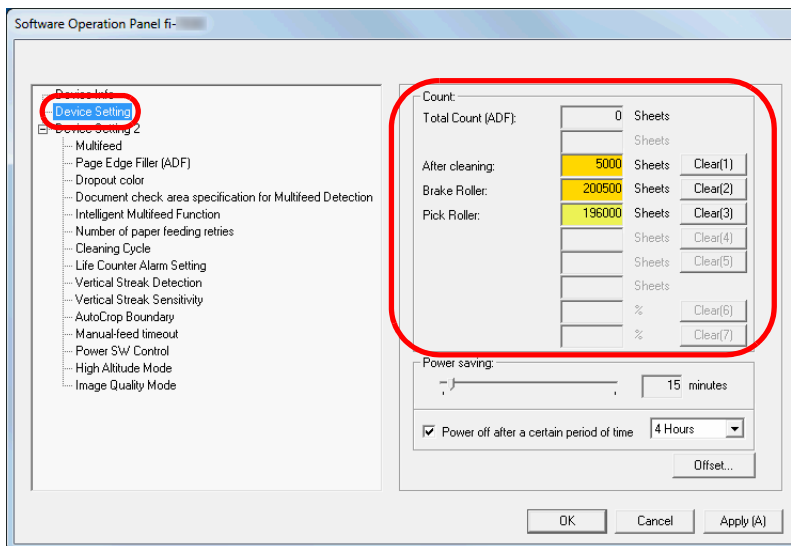 Software Operation Panel fi-
Device Info
Device Setting
Device Setting 2
Multifeed
Page Edge Filler (ADF)
Dropout color
Document check area specification for Multifeed Detection
Intelligent Multifeed Function
Number of paper feeding retries
Cleaning Cycle
Life Counter Alarm Setting
Vertical Streak Detection
Vertical Streak Sensitivity
AutoCrop Boundary
Manual-feed timeout
Power SW Control
High Altitude Mode
Image Quality Mode
Count:
Total Count (ADF): 0 Sheets
Sheets
After cleaning: 5000 Sheets Clear(1)
Brake Roller: 200500 Sheets Clear(2)
Pick Roller: 196000 Sheets Clear(3)
Sheets Clear(4)
Sheets Clear(5)
Sheets
% Clear(6)
% Clear(7)
Power saving:
15 minutes
Power off after a certain period of time 4 Hours
Offset...
OK Cancel Apply (A)